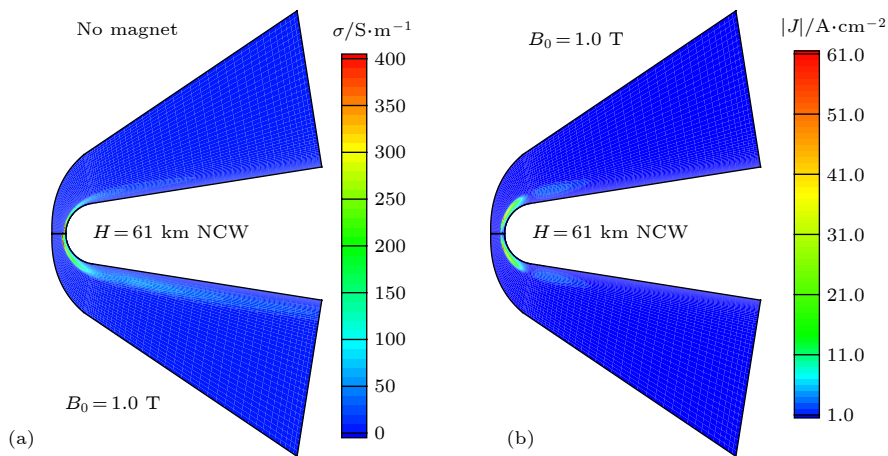 No magnet
σ/S·m⁻¹
400
350
300
250
200
150
100
50
0
H = 61 km NCW
B₀ = 1.0 T
(a)
B₀ = 1.0 T
|J|/A·cm⁻²
61.0
51.0
41.0
31.0
21.0
11.0
1.0
H = 61 km NCW
(b)